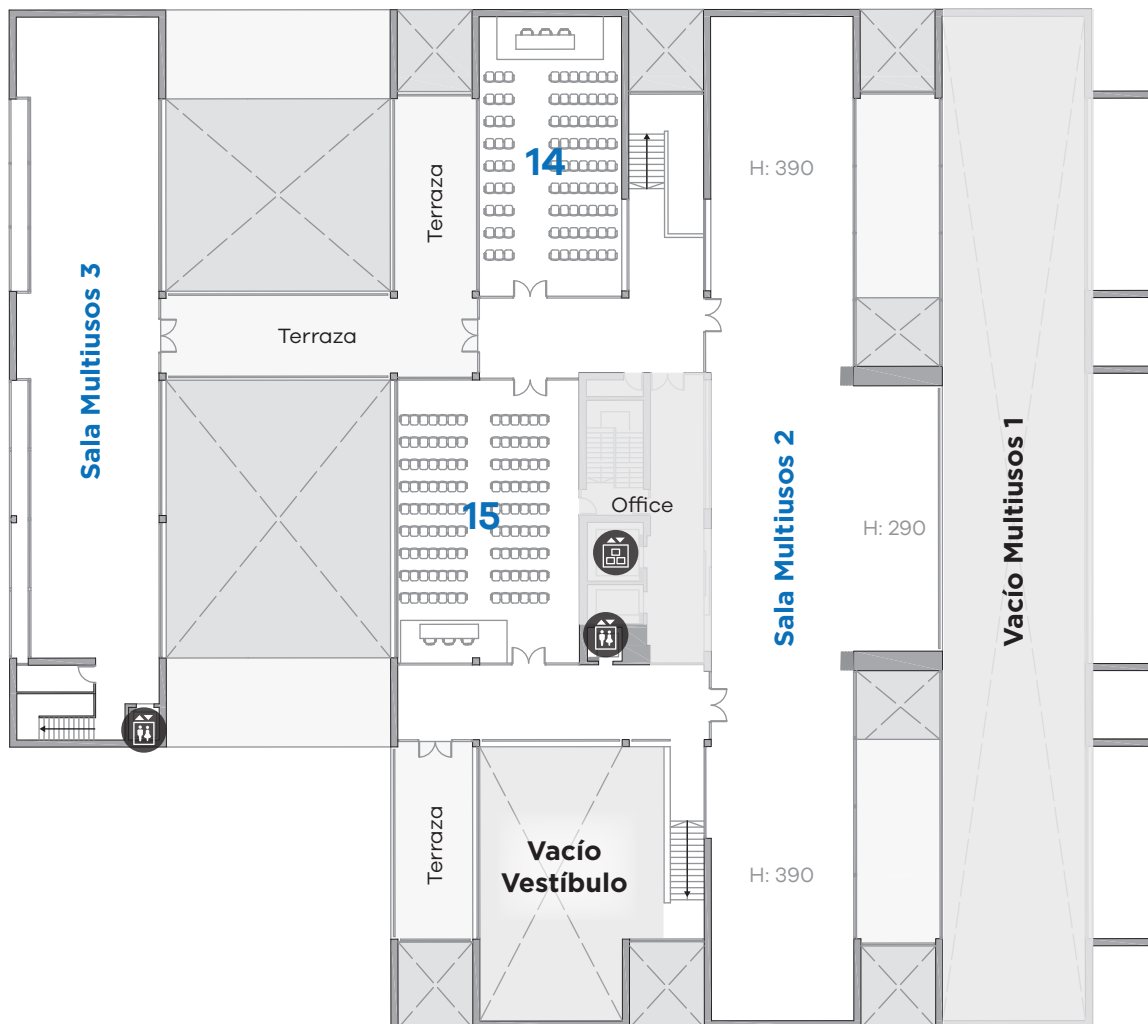 14
H: 390
Terraza
Sala Multiusos 3
Terraza
Sala Multiusos 2
Vacío Multiusos 1
15
Office
H: 290
Terraza
Vacío
Vestíbulo
H: 390